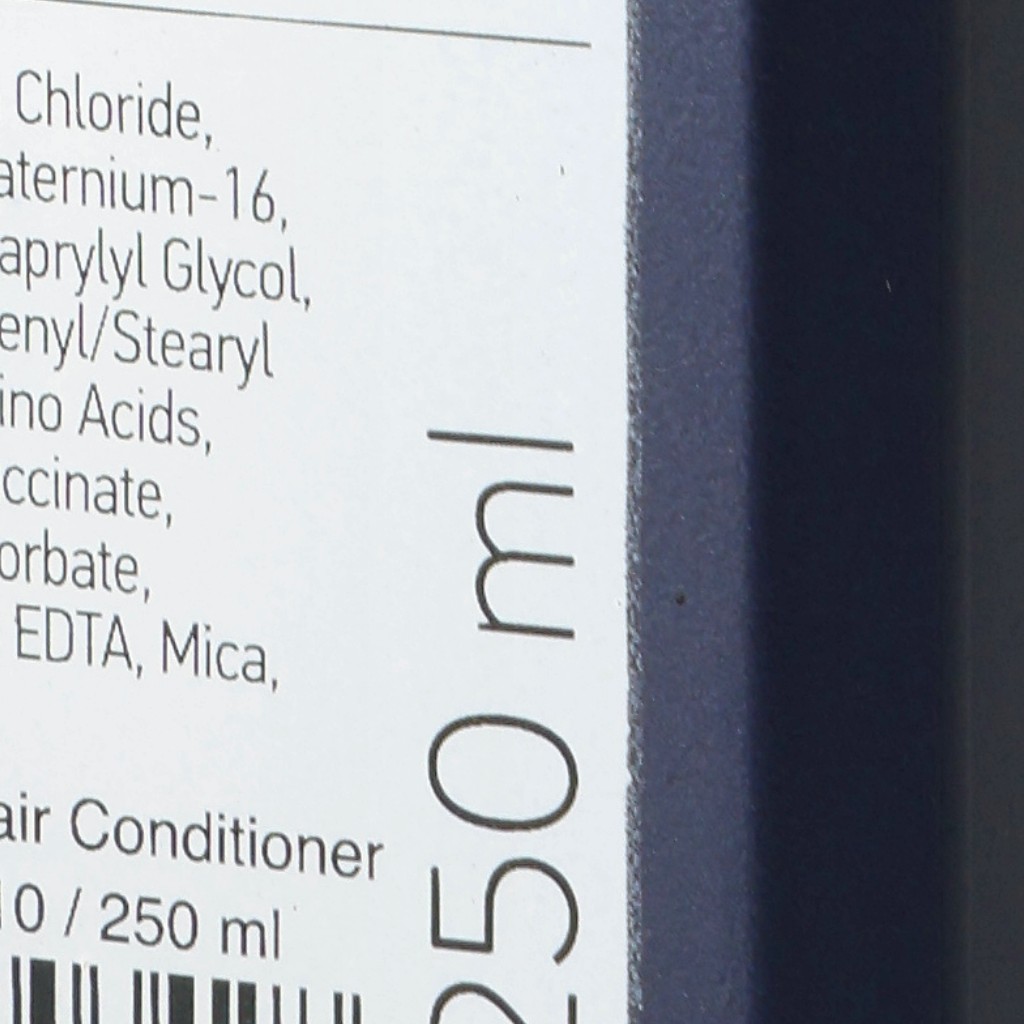 Chloride,
aternium-16,
aprylyl Glycol,
enyl/Stearyl
ino Acids,
ccinate,
orbate,
EDTA, Mica,
air Conditioner
10 / 250 ml
250 ml